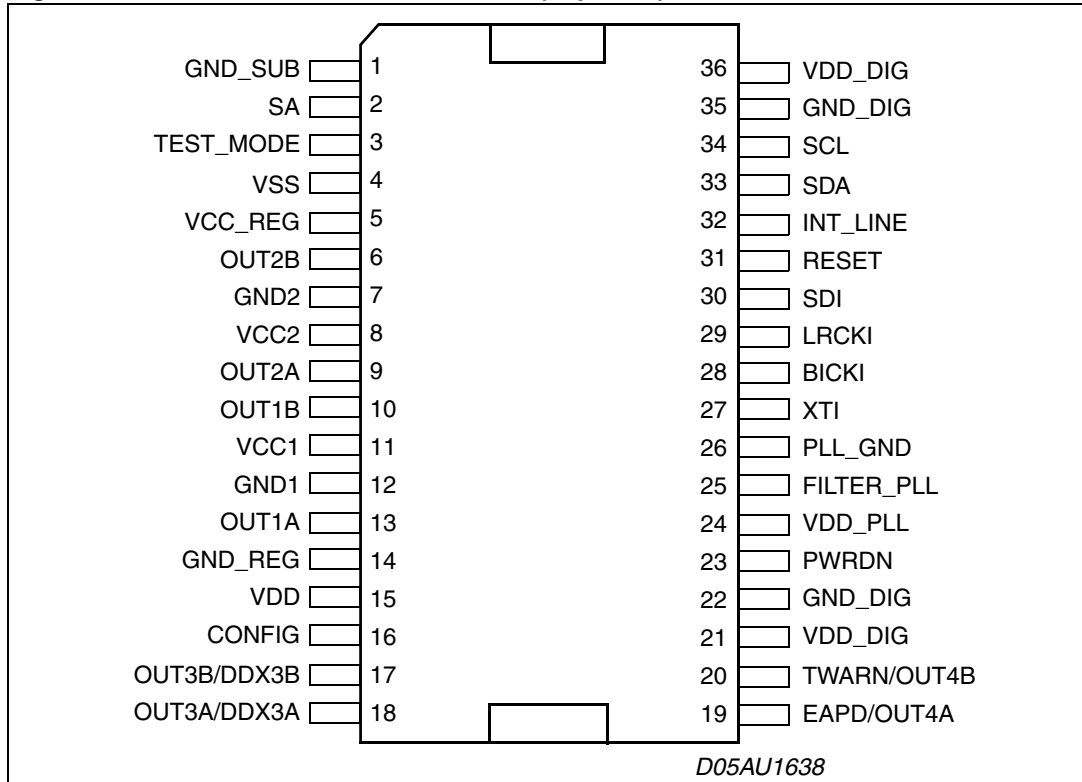 GND_SUB 1 36 VDD_DIG
SA 2 35 GND_DIG
TEST_MODE 3 34 SCL
VSS 4 33 SDA
VCC_REG 5 32 INT_LINE
OUT2B 6 31 RESET
GND2 7 30 SDI
VCC2 8 29 LRCKI
OUT2A 9 28 BICKI
OUT1B 10 27 XTI
VCC1 11 26 PLL_GND
GND1 12 25 FILTER_PLL
OUT1A 13 24 VDD_PLL
GND_REG 14 23 PWRDN
VDD 15 22 GND_DIG
CONFIG 16 21 VDD_DIG
OUT3B/DDX3B 17 20 TWARN/OUT4B
OUT3A/DDX3A 18 19 EAPD/OUT4A
D05AU1638